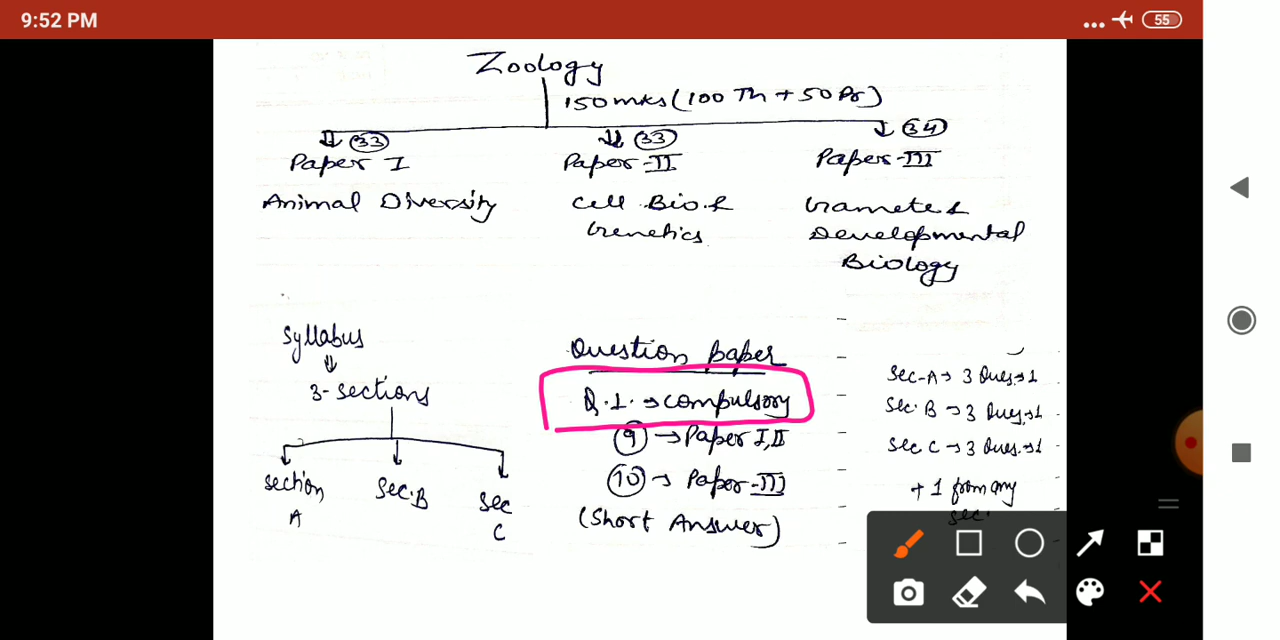 9:52 PM
55
Zoology
150 mks (100 Th + 50 Pr)
33
33
34
Paper I
Paper-II
Paper-III
Animal Diversity
Cell Bio &
Genetics
Gamete &
Developmental
Biology
Syllabus
3-sections
Section
A
Sec.B
Sec
C
Question paper
Q.1. → compulsory
9 → Paper I, II
10 → Paper-III
(Short Answer)
Sec-A → 3 Ques → 1
Sec.B → 3 Ques → 1
Sec C → 3 Ques → 1
+ 1 from any
sec.